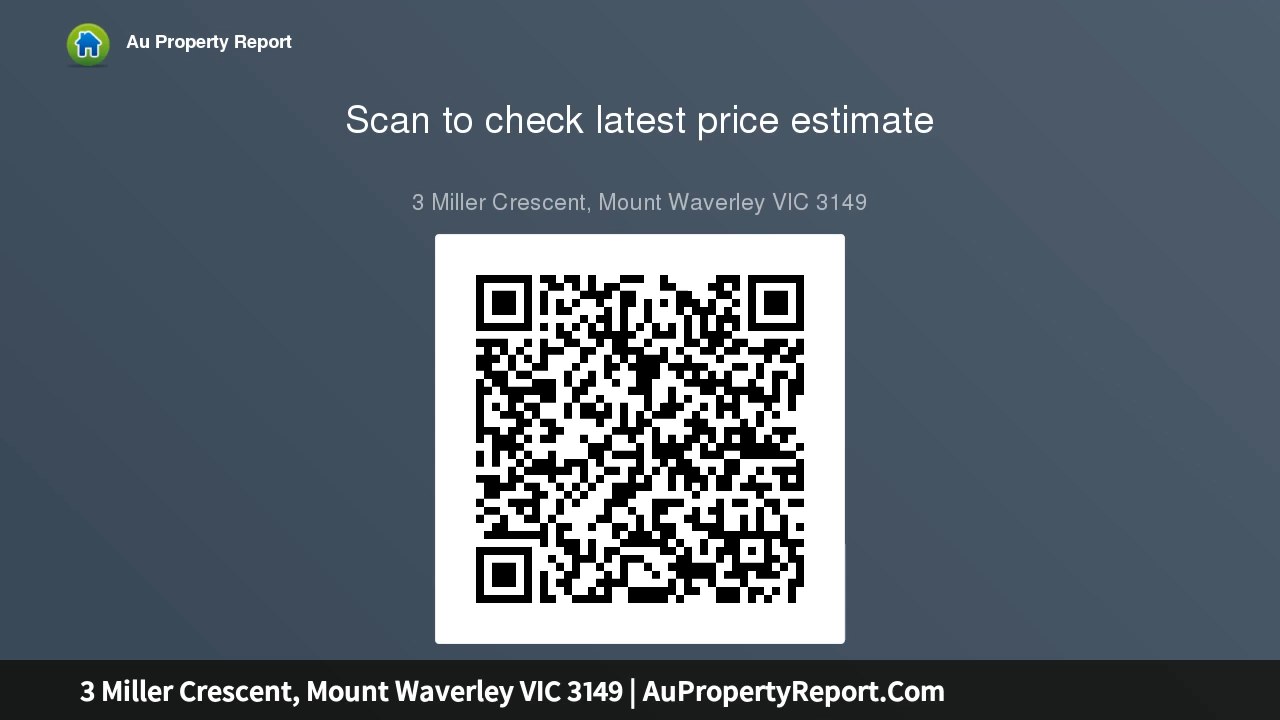 Au Property Report
Scan to check latest price estimate
3 Miller Crescent, Mount Waverley VIC 3149
3 Miller Crescent, Mount Waverley VIC 3149 | AuPropertyReport.Com